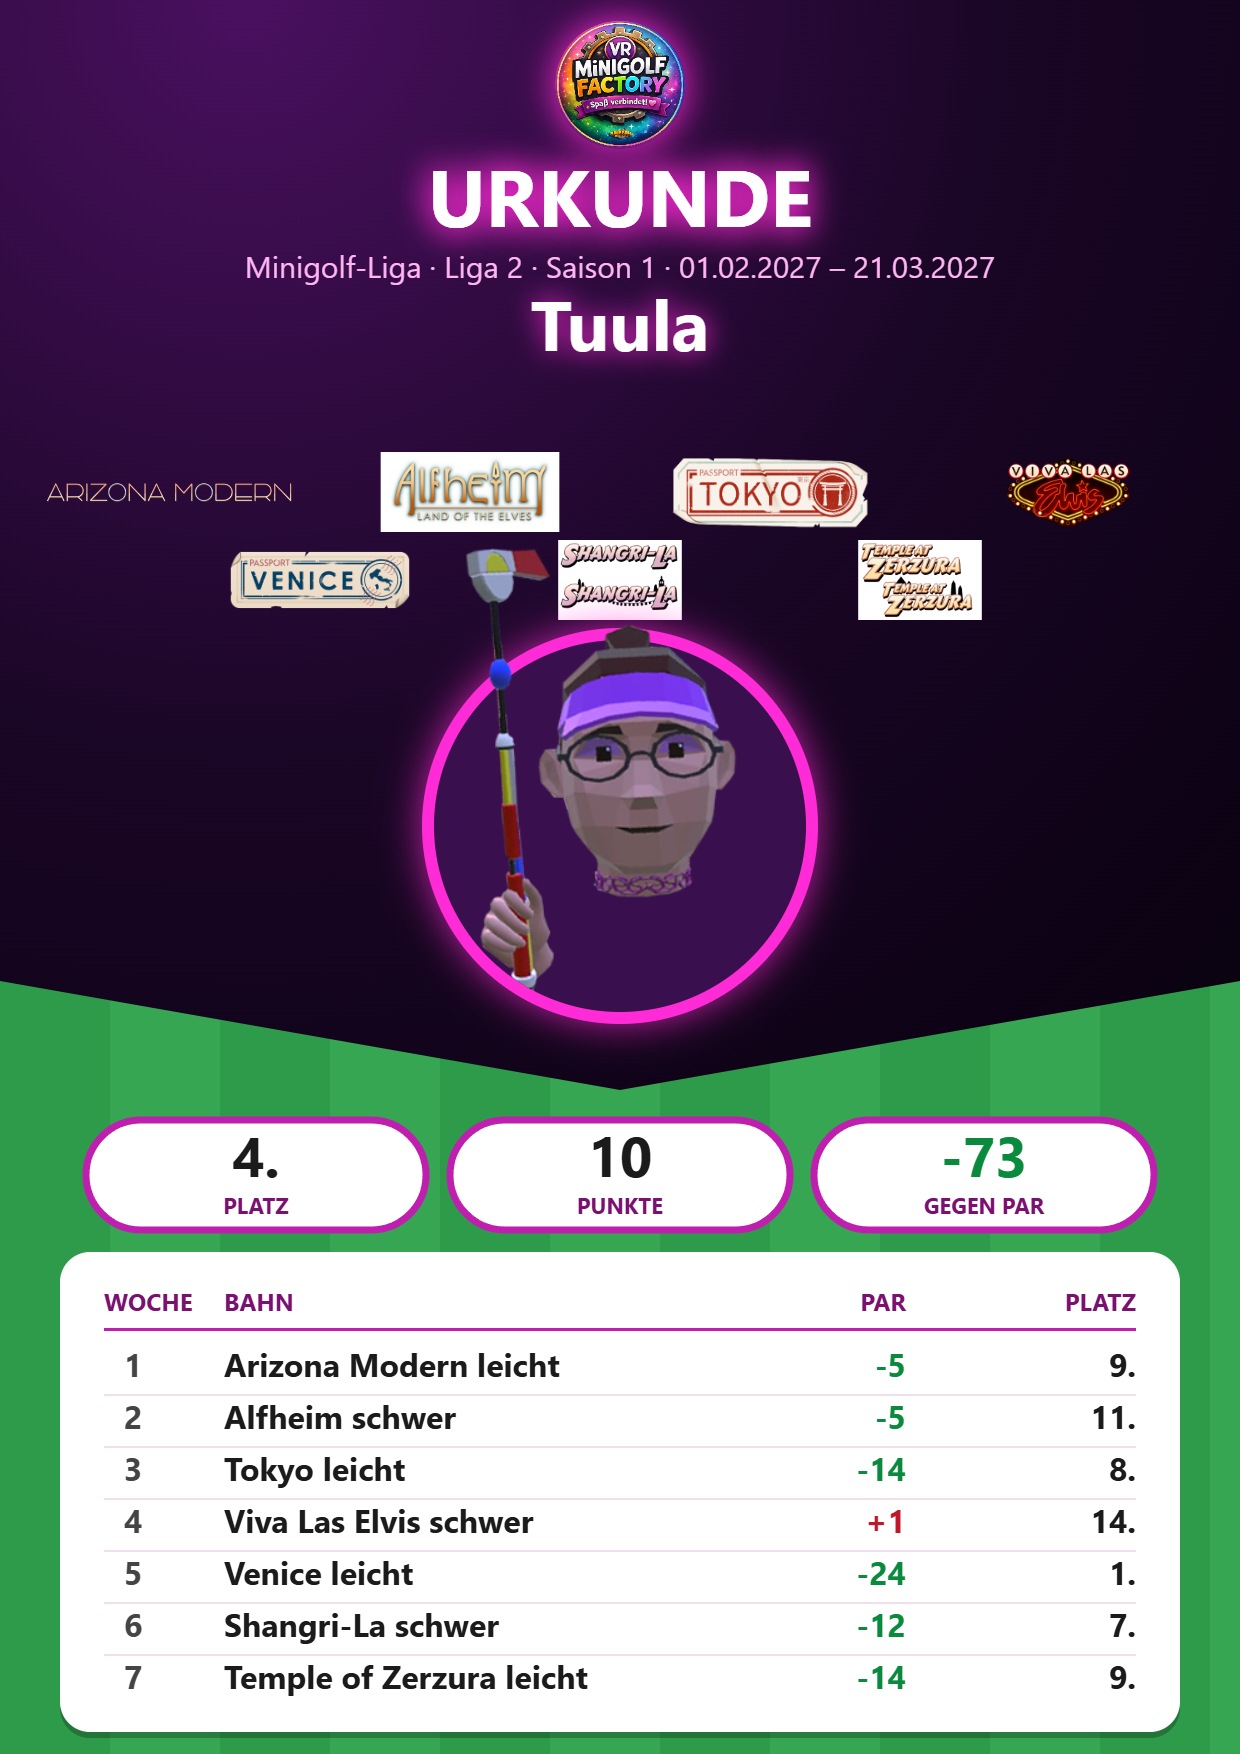 VR
MiNiGOLF
FACTORY
Spaß verbindet!
URKUNDE
Minigolf-Liga · Liga 2 · Saison 1 · 01.02.2027 – 21.03.2027
Tuula
ARIZONA MODERN
Alfheim
LAND OF THE ELVES
PASSPORT
TOKYO
VIVA LAS
Elvis
PASSPORT
VENICE
SHANGRI-LA
SHANGRI-LA
TEMPLE AT
ZERZURA
TEMPLE AT
ZERZURA
4.
PLATZ
10
PUNKTE
-73
GEGEN PAR
WOCHE BAHN PAR PLATZ
1 Arizona Modern leicht -5 9.
2 Alfheim schwer -5 11.
3 Tokyo leicht -14 8.
4 Viva Las Elvis schwer +1 14.
5 Venice leicht -24 1.
6 Shangri-La schwer -12 7.
7 Temple of Zerzura leicht -14 9.